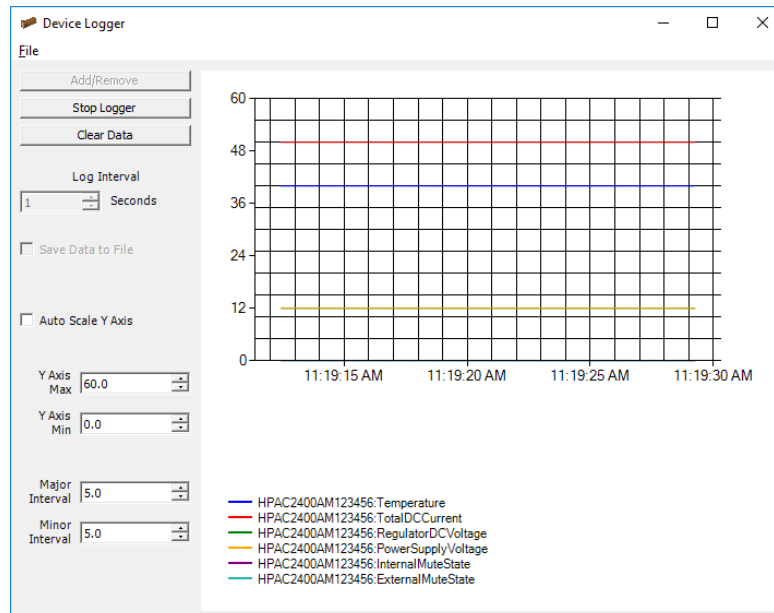 Device Logger
File
Add/Remove
Stop Logger
Clear Data
Log Interval
1 Seconds
Save Data to File
Auto Scale Y Axis
Y Axis
Max 60.0
Y Axis
Min 0.0
Major
Interval 5.0
Minor
Interval 5.0
60
48
36
24
12
0
11:19:15 AM 11:19:20 AM 11:19:25 AM 11:19:30 AM
HPAC2400AM123456:Temperature
HPAC2400AM123456:TotalDCCurrent
HPAC2400AM123456:RegulatorDCVoltage
HPAC2400AM123456:PowerSupplyVoltage
HPAC2400AM123456:InternalMuteState
HPAC2400AM123456:ExternalMuteState